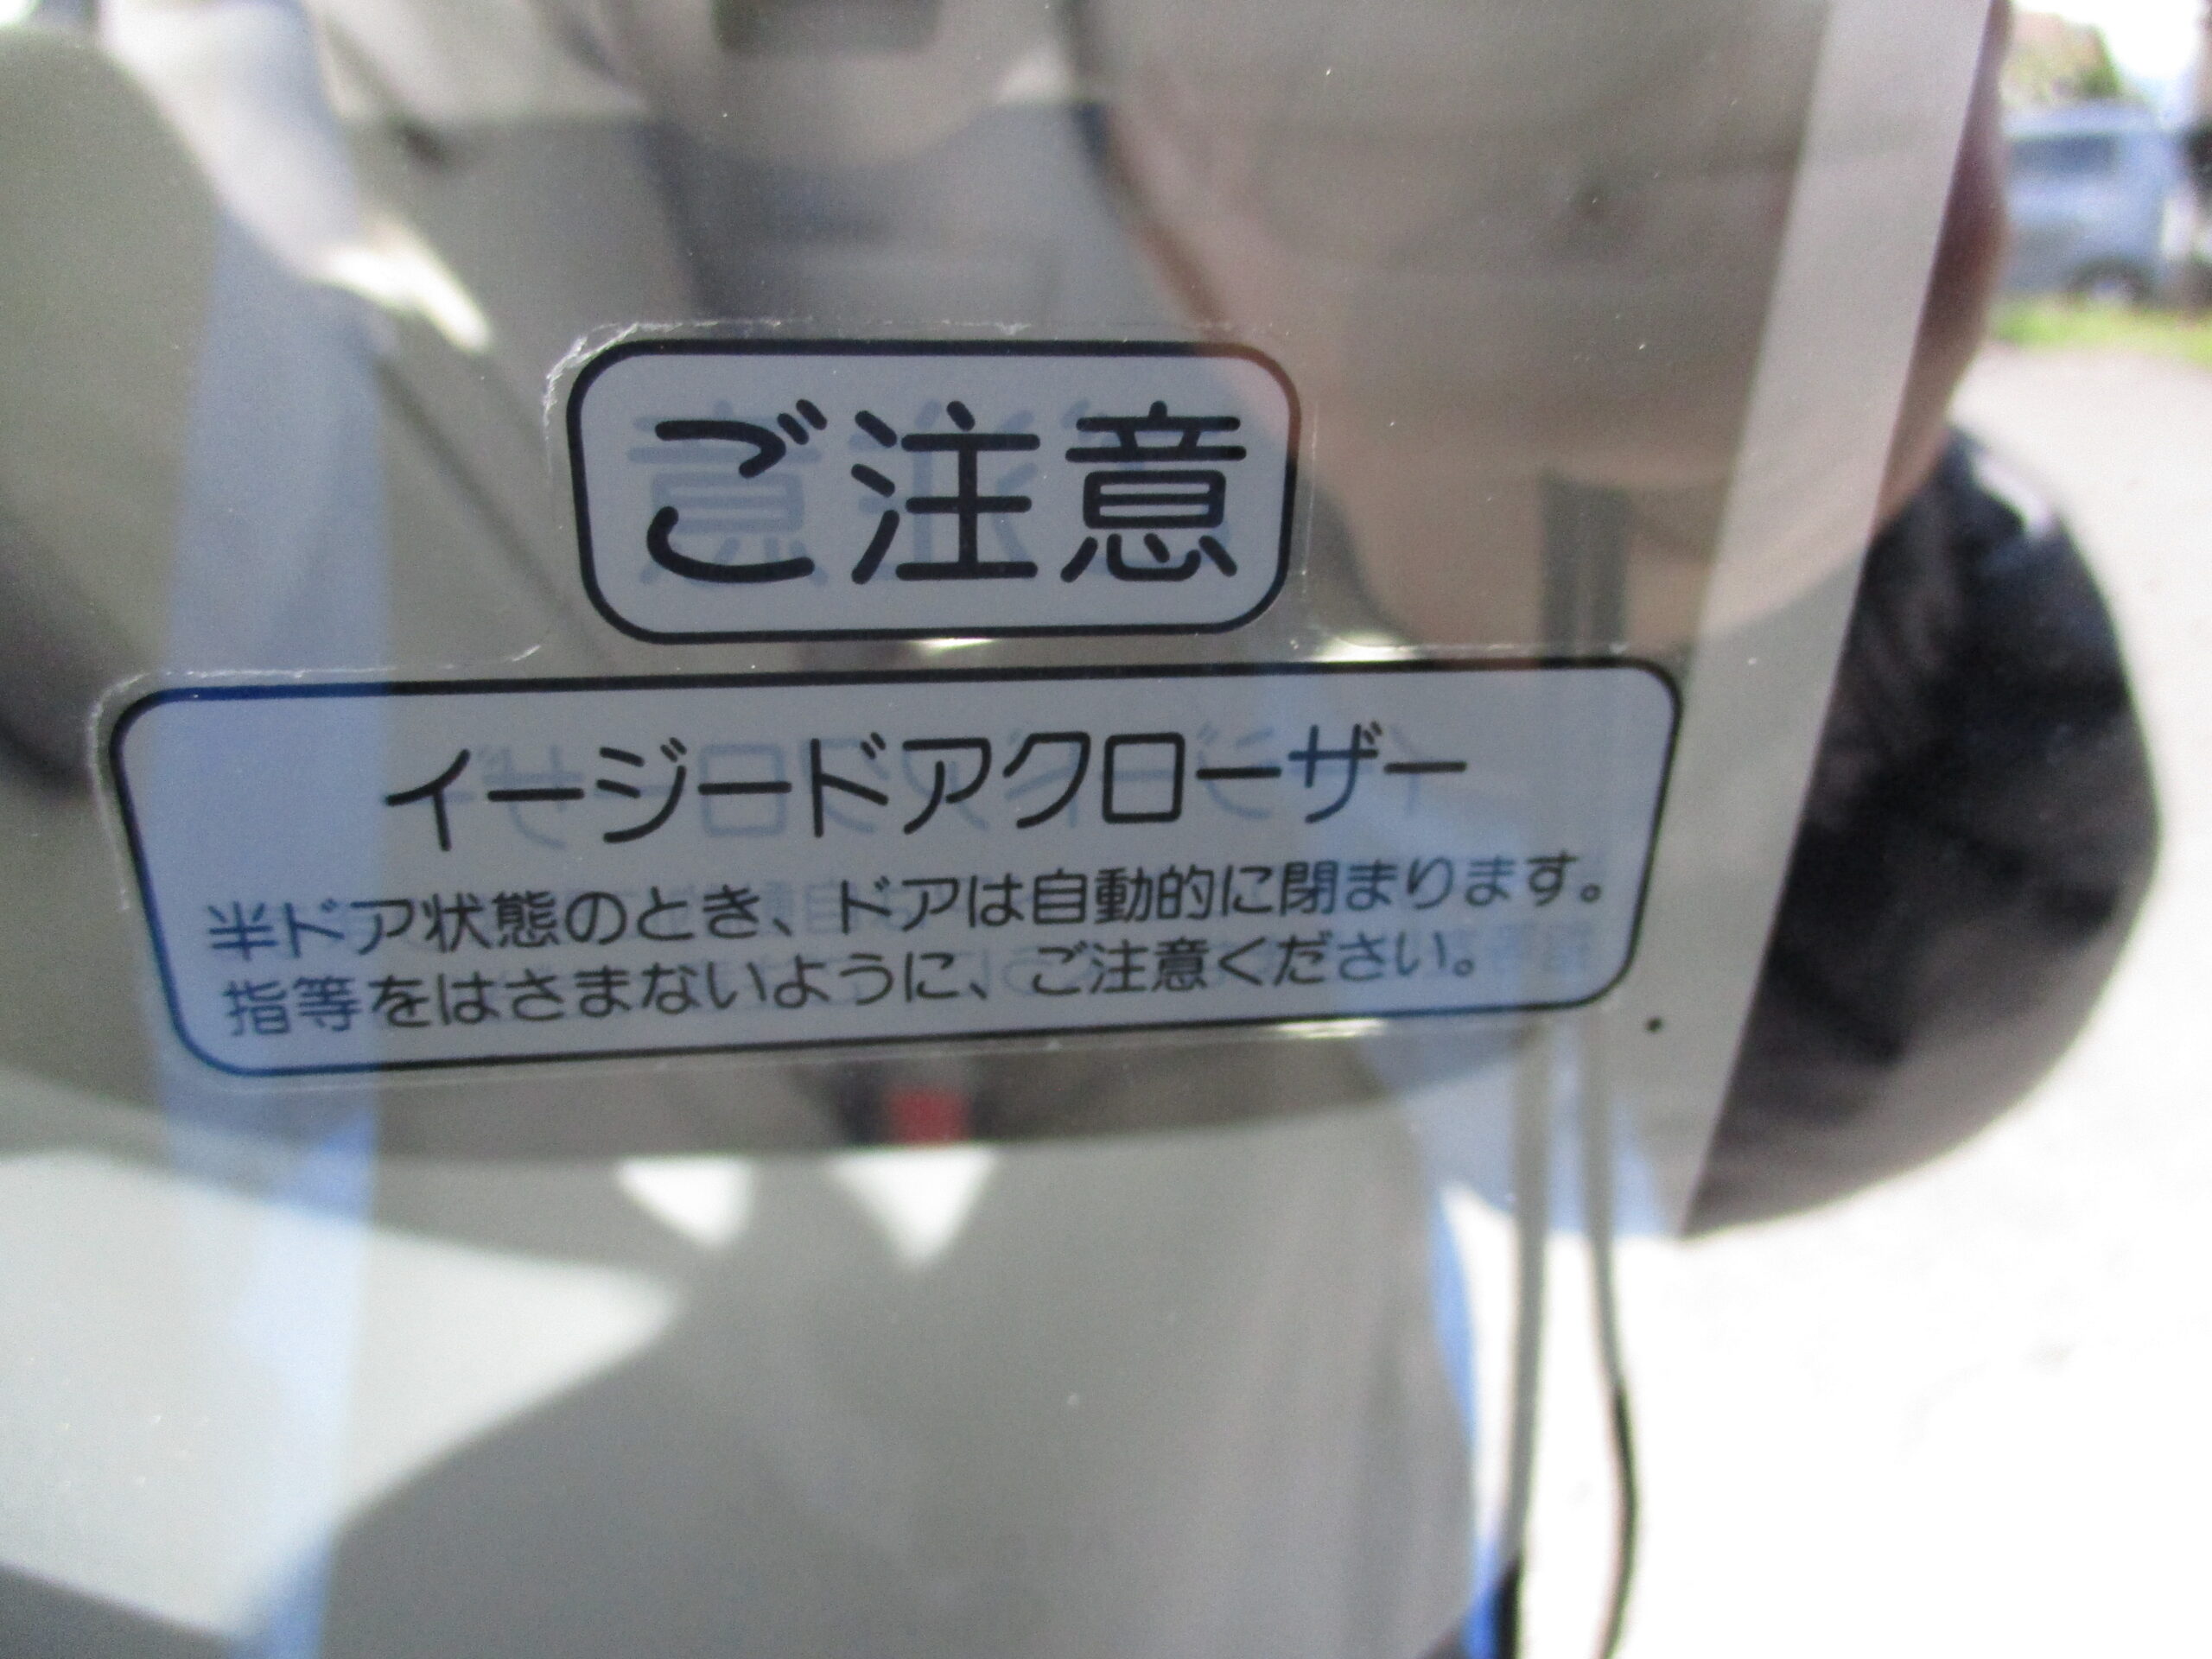 ご注意
イージードアクローザー
半ドア状態のとき、ドアは自動的に閉まります。
指等をはさまないように、ご注意ください。